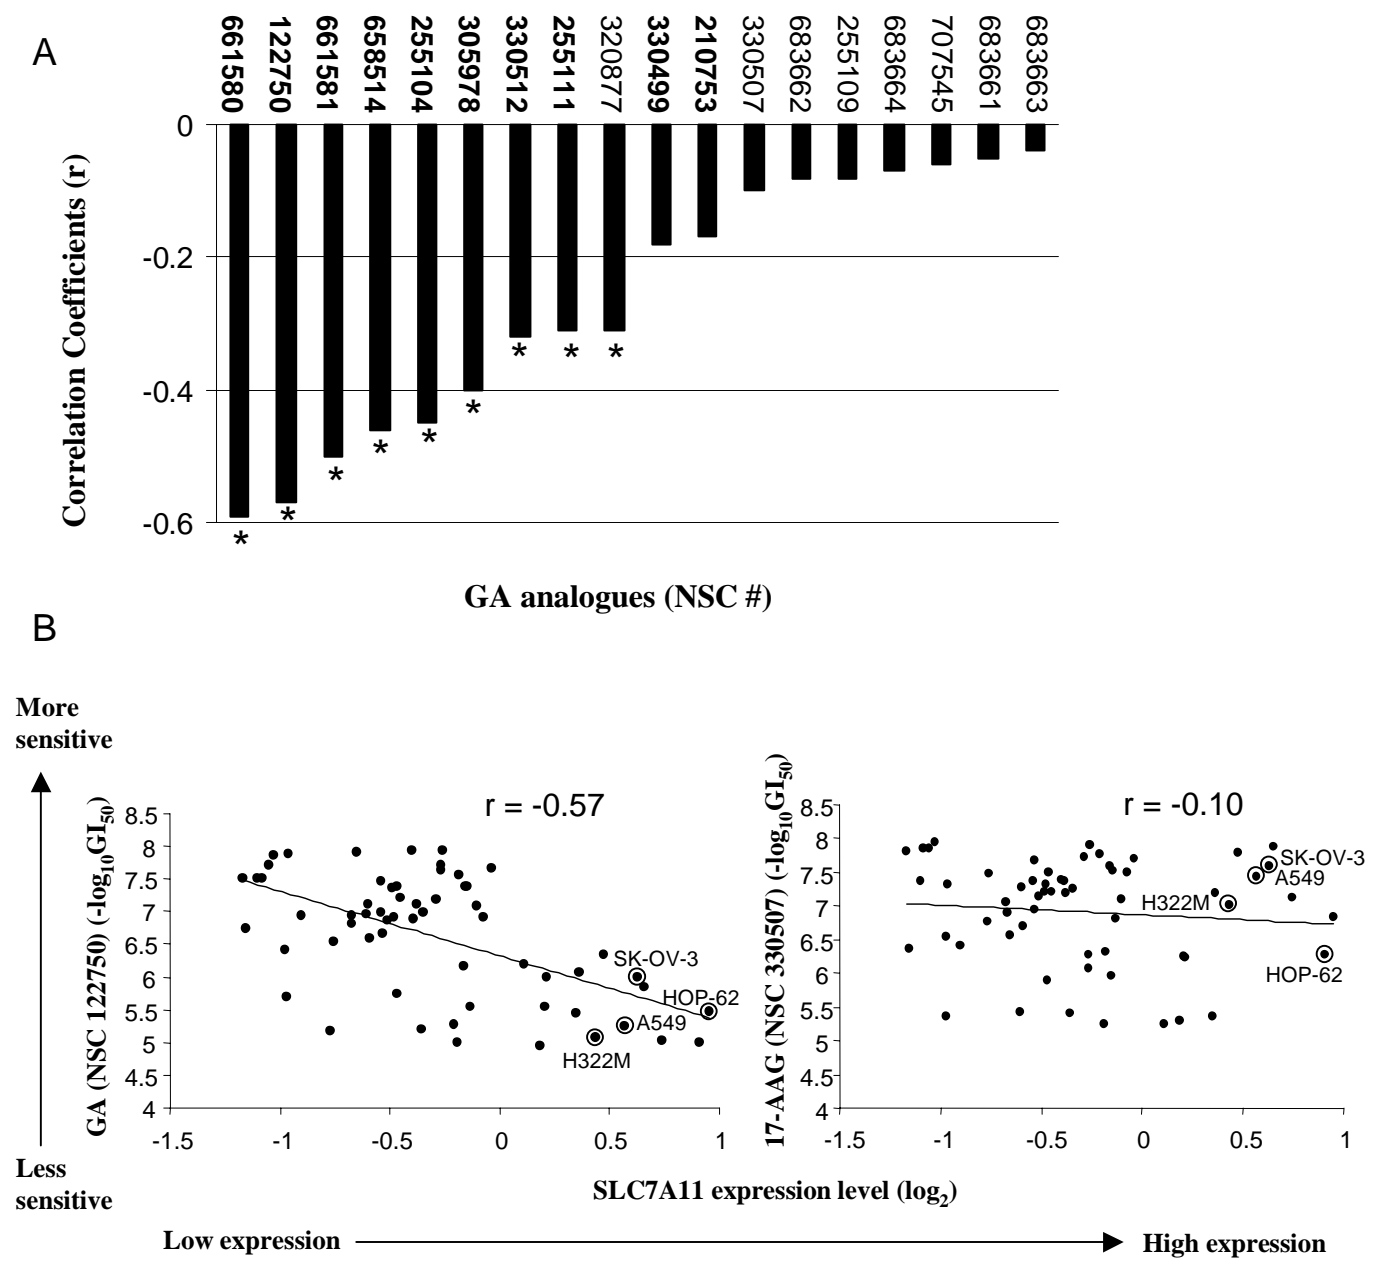 A
661580 122750 661581 658514 255104 305978 330512 255111 320877 330499 210753 330507 683662 255109 683664 707545 683661 683663
0
-0.2
-0.4
-0.6
Correlation Coefficients (r)
* * * * * * * * *
GA analogues (NSC #)
B
More
sensitive
Less
sensitive
GA (NSC 122750) (-log10GI50)
8.5
8
7.5
7
6.5
6
5.5
5
4.5
4
r = -0.57
SK-OV-3
HOP-62
A549
H322M
-1.5 -1 -0.5 0 0.5 1
17-AAG (NSC 330507) (-log10GI50)
8.5
8
7.5
7
6.5
6
5.5
5
4.5
4
r = -0.10
SK-OV-3
A549
H322M
HOP-62
-1.5 -1 -0.5 0 0.5 1
SLC7A11 expression level (log2)
Low expression
High expression